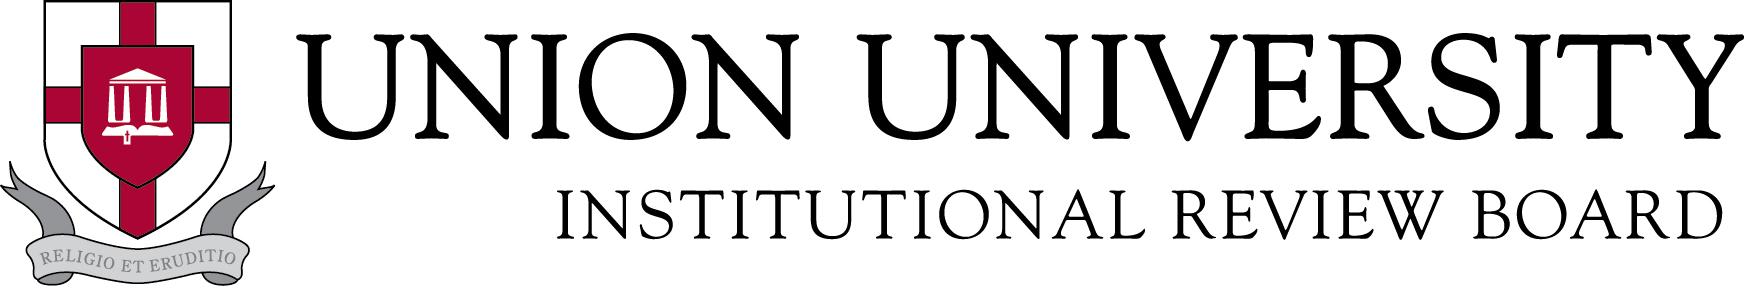 UNION UNIVERSITY
INSTITUTIONAL REVIEW BOARD
RELIGIO ET ERUDITIO